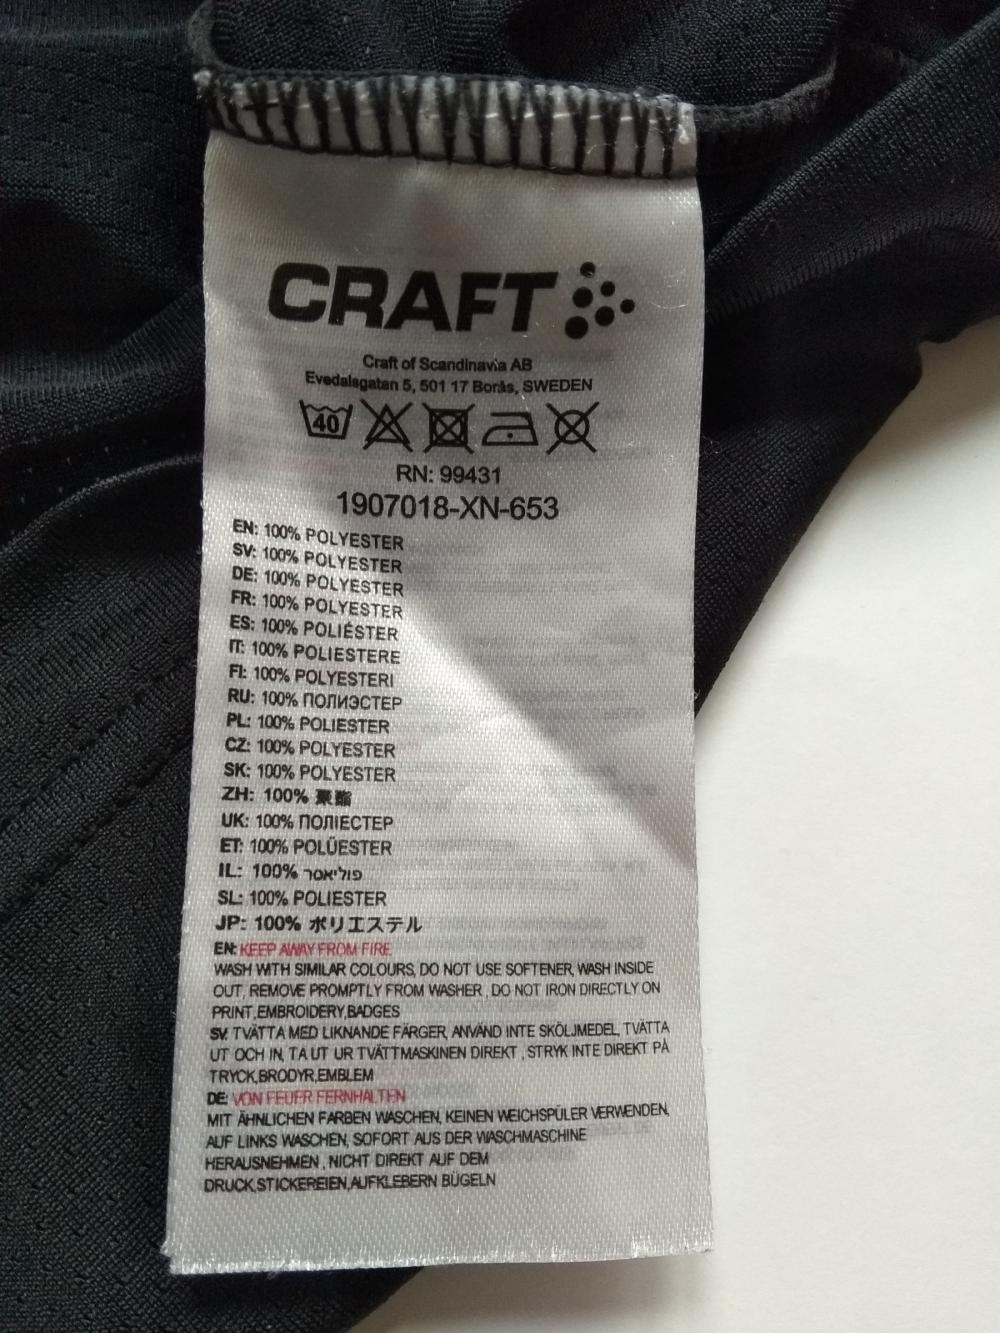 CRAFT
Craft of Scandinavia AB
Evedalsgatan 5, 501 17 Borås, SWEDEN
40
RN: 99431
1907018-XN-653
EN: 100% POLYESTER
SV: 100% POLYESTER
DE: 100% POLYESTER
FR: 100% POLYESTER
ES: 100% POLIÉSTER
IT: 100% POLIESTERE
FI: 100% POLYESTERI
RU: 100% ПОЛИЭСТЕР
PL: 100% POLIESTER
CZ: 100% POLYESTER
SK: 100% POLYESTER
ZH: 100% 聚酯
UK: 100% ПОЛІЕСТЕР
ET: 100% POLÜESTER
IL: 100% פוליאסר
SL: 100% POLIESTER
JP: 100% ポリエステル
EN: KEEP AWAY FROM FIRE
WASH WITH SIMILAR COLOURS, DO NOT USE SOFTENER, WASH INSIDE
OUT, REMOVE PROMPTLY FROM WASHER , DO NOT IRON DIRECTLY ON
PRINT,EMBROIDERY,BADGES
SV: TVÄTTA MED LIKNANDE FÄRGER, ANVÄND INTE SKÖLJMEDEL, TVÄTTA
UT OCH IN, TA UT UR TVÄTTMASKINEN DIREKT , STRYK INTE DIREKT PÅ
TRYCK,BRODYR,EMBLEM
DE: VON FEUER FERNHALTEN
MIT ÄHNLICHEN FARBEN WASCHEN, KEINEN WEICHSPÜLER VERWENDEN,
AUF LINKS WASCHEN, SOFORT AUS DER WASCHMASCHINE
HERAUSNEHMEN , NICHT DIREKT AUF DEM
DRUCK,STICKEREIEN,AUFKLEBERN BÜGELN